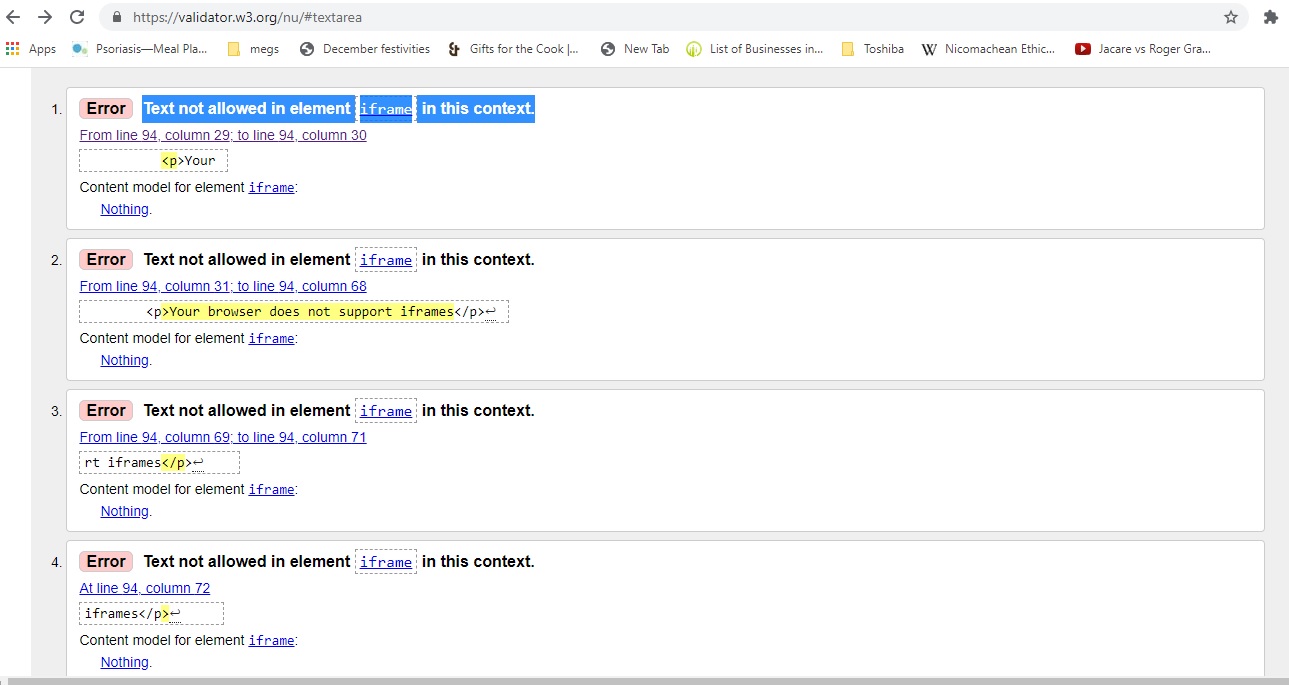 https://validator.w3.org/nu/#textarea
Apps Psoriasis—Meal Pla... megs December festivities Gifts for the Cook |... New Tab List of Businesses in... Toshiba W Nicomachean Ethic... Jacare vs Roger Gra...
1. Error Text not allowed in element iframe in this context.
From line 94, column 29; to line 94, column 30
<p>Your
Content model for element iframe:
Nothing.
2. Error Text not allowed in element iframe in this context.
From line 94, column 31; to line 94, column 68
<p>Your browser does not support iframes</p>↩
Content model for element iframe:
Nothing.
3. Error Text not allowed in element iframe in this context.
From line 94, column 69; to line 94, column 71
rt iframes</p>↩
Content model for element iframe:
Nothing.
4. Error Text not allowed in element iframe in this context.
At line 94, column 72
iframes</p>↩
Content model for element iframe:
Nothing.